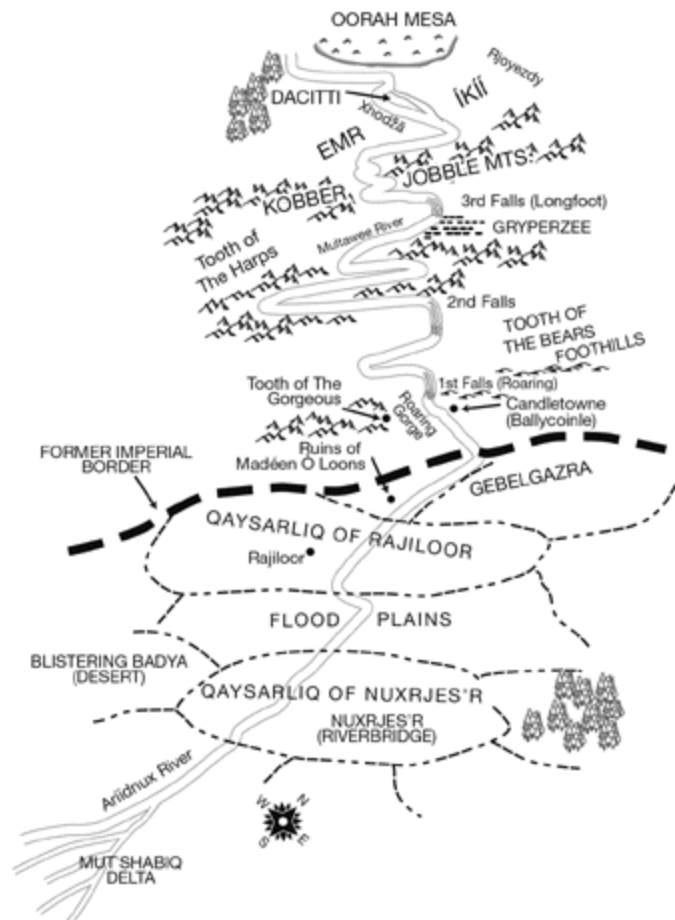 OORAH MESA
Rjoyezdy
DACITTI
ÍKÍÍ
Xhodžā
EMR
JOBBLE MTS.
KOBBER
3rd Falls (Longfoot)
GRYPERZEE
Multawee River
Tooth of
The Harps
2nd Falls
TOOTH OF
THE BEARS
FOOTHILLS
1st Falls (Roaring)
Tooth of The
Gorgeous
Roaring
Gorge
Candletowne
(Ballycoinle)
Ruins of
Madéen Ó Loons
FORMER IMPERIAL
BORDER
GEBELGAZRA
QAYSARLIQ OF RAJILOOR
Rajiloor
FLOOD PLAINS
BLISTERING BADYA
(DESERT)
QAYSARLIQ OF NUXRJES'R
NUXRJES'R
(RIVERBRIDGE)
Ariidnux River
W N
S E
MUT SHABIQ
DELTA